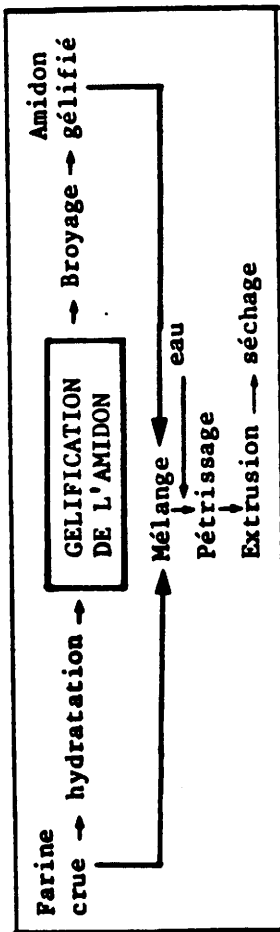 Farine
crue → hydratation → GELIFICATION
DE L'AMIDON → Broyage → Amidon
gélifié
Mélange
eau
Pétrissage
Extrusion → séchage